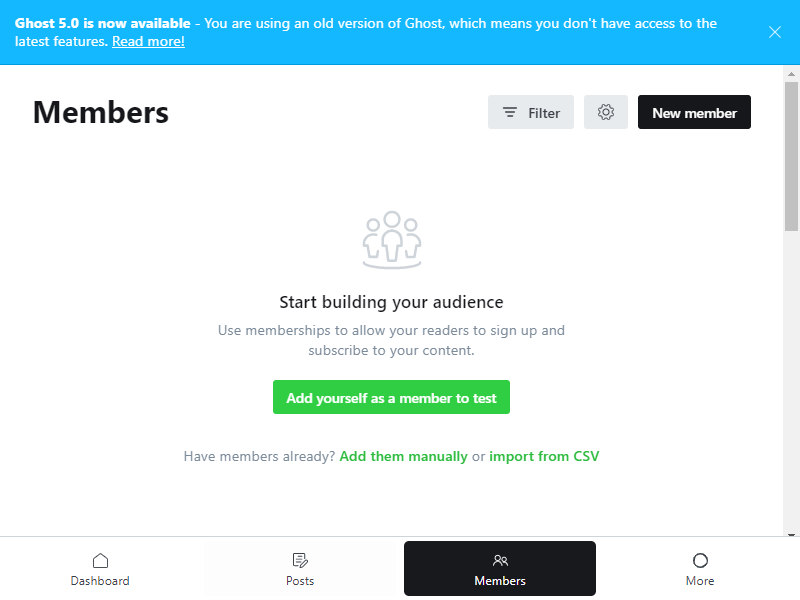 Ghost 5.0 is now available - You are using an old version of Ghost, which means you don't have access to the
latest features. Read more!
Members
Filter
New member
Start building your audience
Use memberships to allow your readers to sign up and
subscribe to your content.
Add yourself as a member to test
Have members already? Add them manually or import from CSV
Dashboard
Posts
Members
More